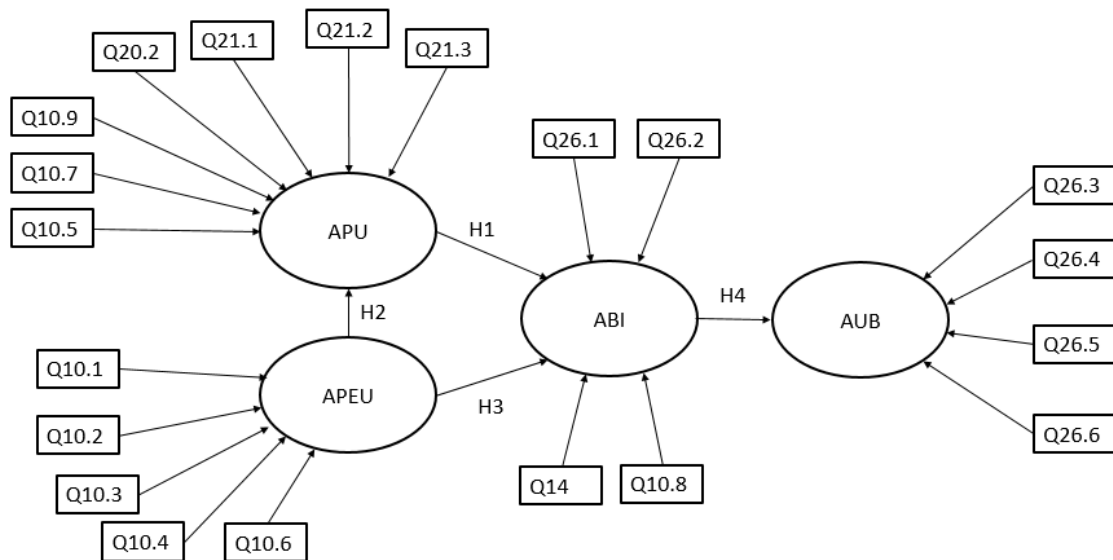 Q20.2
Q21.1
Q21.2
Q21.3
Q10.9
Q10.7
Q10.5
APU
H1
H2
Q26.1
Q26.2
ABI
H4
AUB
Q26.3
Q26.4
Q26.5
Q26.6
Q10.1
Q10.2
Q10.3
Q10.4
Q10.6
APEU
H3
Q14
Q10.8